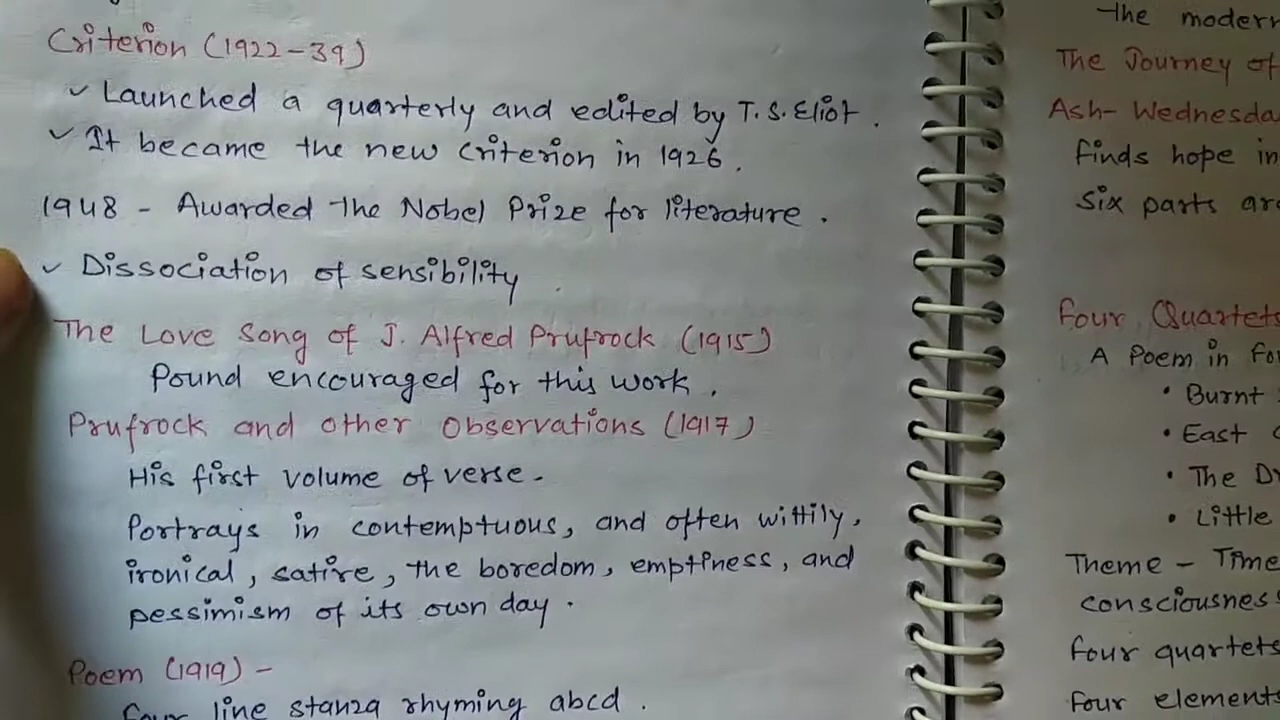 Criterion (1922-39)
✓ Launched a quarterly and edited by T.S. Eliot.
✓ It became the new criterion in 1926.
1948 - Awarded the Nobel Prize for literature.
✓ Dissociation of sensibility
The Love Song of J. Alfred Prufrock (1915)
Pound encouraged for this work.
Prufrock and other Observations (1917)
His first volume of verse.
Portrays in contemptuous, and often wittily,
ironical, satire, the boredom, emptiness, and
pessimism of its own day.
Poem (1919) -
four line stanza rhyming abcd.
the modern
The Journey of
Ash-Wednesda
finds hope in
six parts ar
Four Quartets
A Poem in fo
• Burnt
• East
• The D
• Little
Theme - Time
consciousness
four quartets
four elements